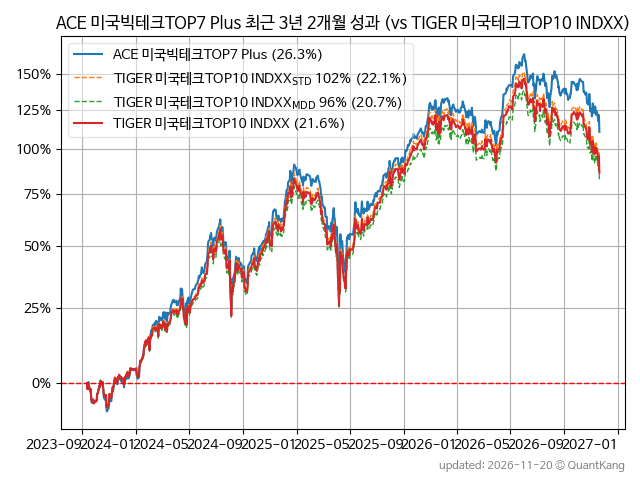 ACE 미국빅테크TOP7 Plus 최근 3년 2개월 성과 (vs TIGER 미국테크TOP10 INDXX)
ACE 미국빅테크TOP7 Plus (26.3%)
TIGER 미국테크TOP10 INDXX_STD 102% (22.1%)
TIGER 미국테크TOP10 INDXX_MDD 96% (20.7%)
TIGER 미국테크TOP10 INDXX (21.6%)
150%
125%
100%
75%
50%
25%
0%
2023-09 2024-01 2024-05 2024-09 2025-01 2025-05 2025-09 2026-01 2026-05 2026-09 2027-01
updated: 2026-11-20 © QuantKang